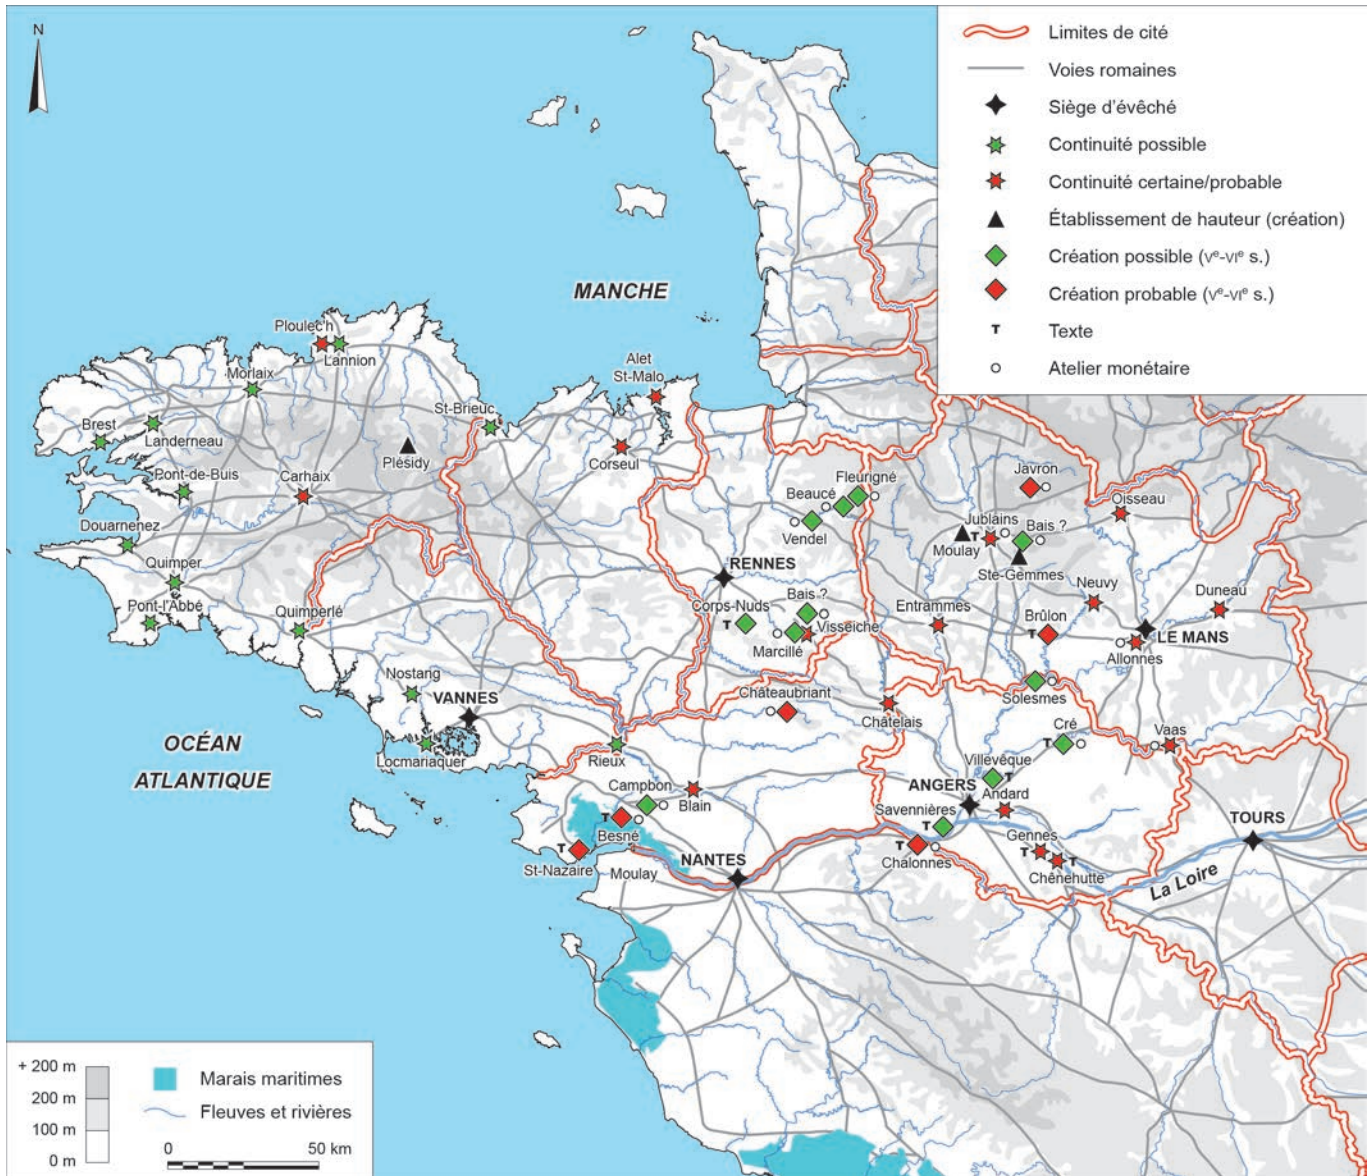 N
Limites de cité
Voies romaines
Siège d'évêché
Continuité possible
Continuité certaine/probable
Établissement de hauteur (création)
Création possible (Ve-VIe s.)
Création probable (Ve-VIe s.)
T Texte
Atelier monétaire
MANCHE
Ploulec'h
Lannion
Morlaix
Alet
St-Malo
St-Brieuc
Brest
Landerneau
Plésidy
Corseul
Pont-de-Buis
Carhaix
Fleurigné
Beaucé
Vendel
Javron
Oisseau
Douarnenez
Jublains
T
Bais ?
Moulay
Ste-Gemmes
Quimper
RENNES
Pont-l'Abbé
Quimperlé
Corps-Nuds
T
Bais ?
Visseiche
Marcillé
Entrammes
Neuvy
Duneau
Brûlon
T
LE MANS
Allonnes
Nostang
VANNES
Châteaubriant
Châtelais
Solesmes
OCÉAN
ATLANTIQUE
Locmariaquer
Rieux
Cré
T
Vaas
Villevêque
T
Campbon
Blain
ANGERS
Andard
Savennières
T
TOURS
T
Besné
T
St-Nazaire
Moulay
NANTES
T
Chalonnes
Gennes
T
T
Chênehutte
La Loire
+ 200 m
200 m
100 m
0 m
Marais maritimes
Fleuves et rivières
0 50 km